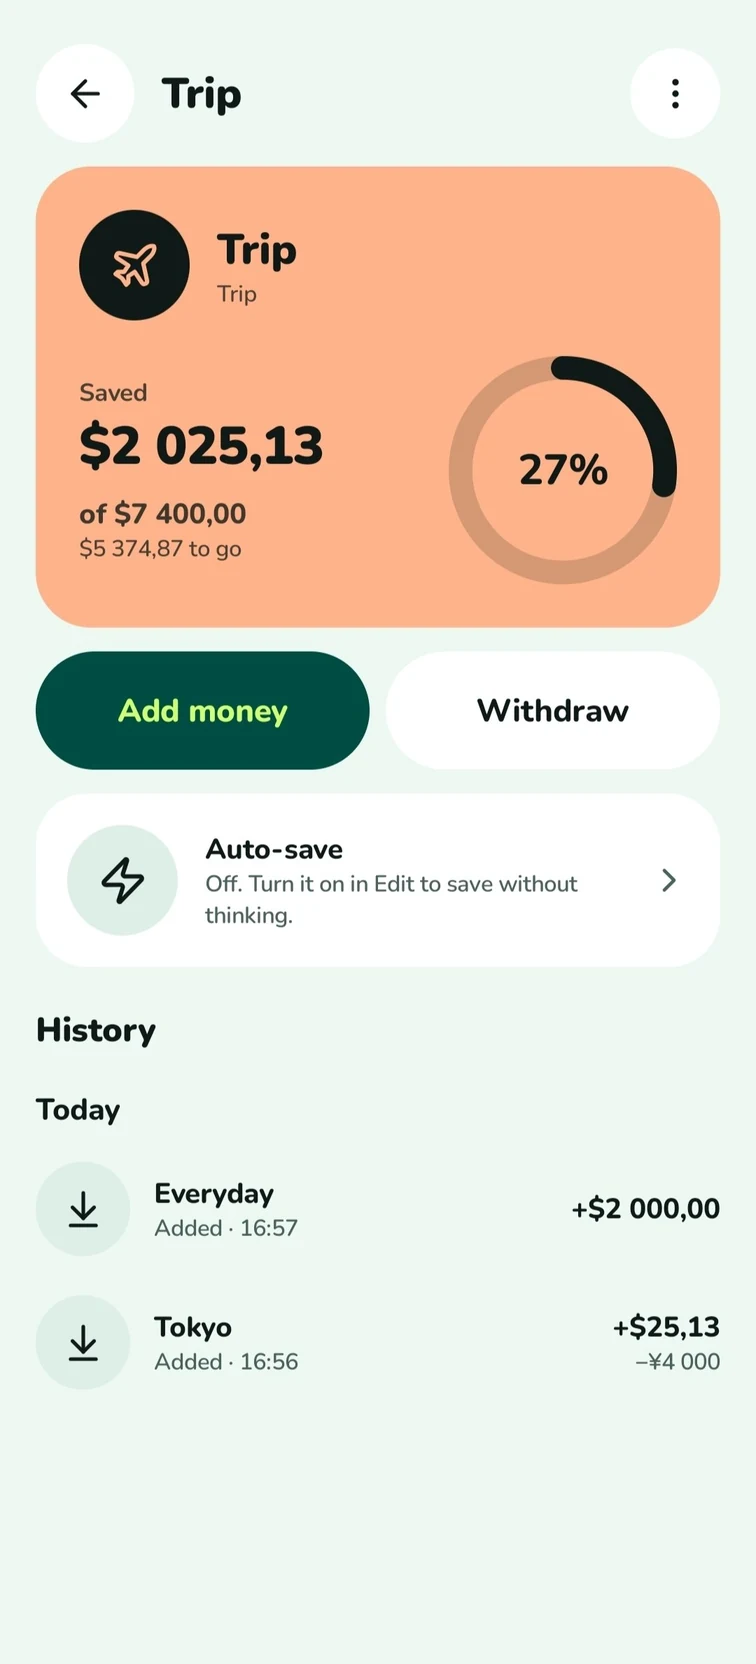 Trip
Trip
Trip
Saved
$2 025,13
of $7 400,00
$5 374,87 to go
27%
Add money
Withdraw
Auto-save
Off. Turn it on in Edit to save without
thinking.
History
Today
Everyday
Added · 16:57
+$2 000,00
Tokyo
Added · 16:56
+$25,13
−¥4 000